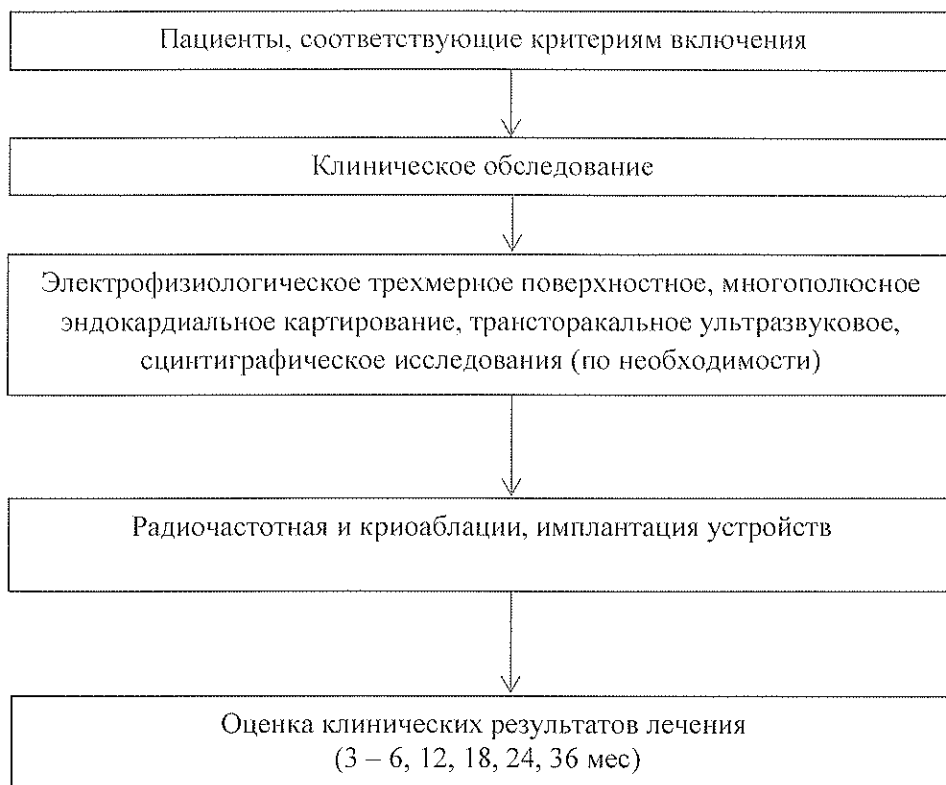 Пациенты, соответствующие критериям включения
Клиническое обследование
Электрофизиологическое трехмерное поверхностное, многополюсное
эндокардиальное картирование, трансторакальное ультразвуковое,
сцинтиграфическое исследования (по необходимости)
Радиочастотная и криоаблации, имплантация устройств
Оценка клинических результатов лечения
(3 – 6, 12, 18, 24, 36 мес)